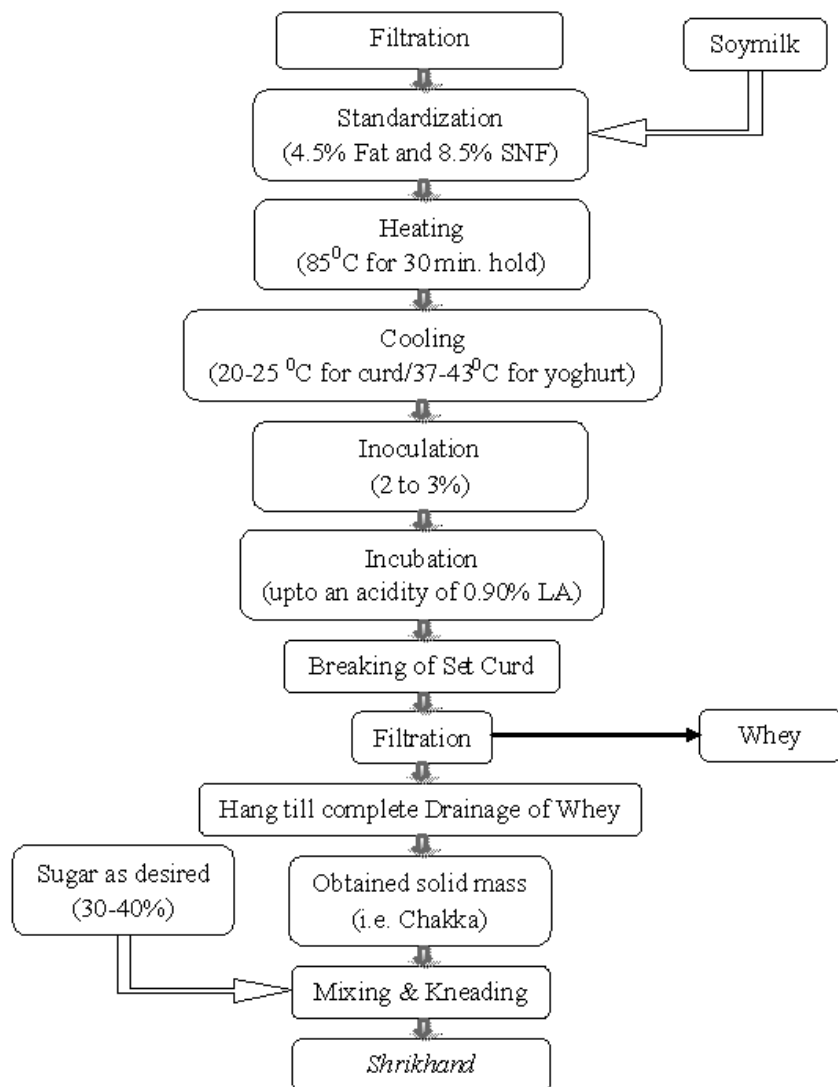 Filtration
Soymilk
Standardization
(4.5% Fat and 8.5% SNF)
Heating
(85⁰C for 30 min. hold)
Cooling
(20-25 ⁰C for curd/37-43⁰C for yoghurt)
Inoculation
(2 to 3%)
Incubation
(upto an acidity of 0.90% LA)
Breaking of Set Curd
Filtration
Whey
Hang till complete Drainage of Whey
Sugar as desired
(30-40%)
Obtained solid mass
(i.e. Chakka)
Mixing & Kneading
Shrikhand